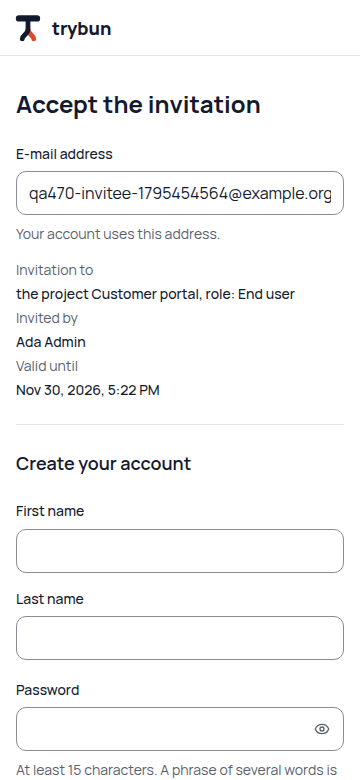 trybun
Accept the invitation
E-mail address
qa470-invitee-1795454564@example.org
Your account uses this address.
Invitation to
the project Customer portal, role: End user
Invited by
Ada Admin
Valid until
Nov 30, 2026, 5:22 PM
Create your account
First name
Last name
Password
At least 15 characters. A phrase of several words is